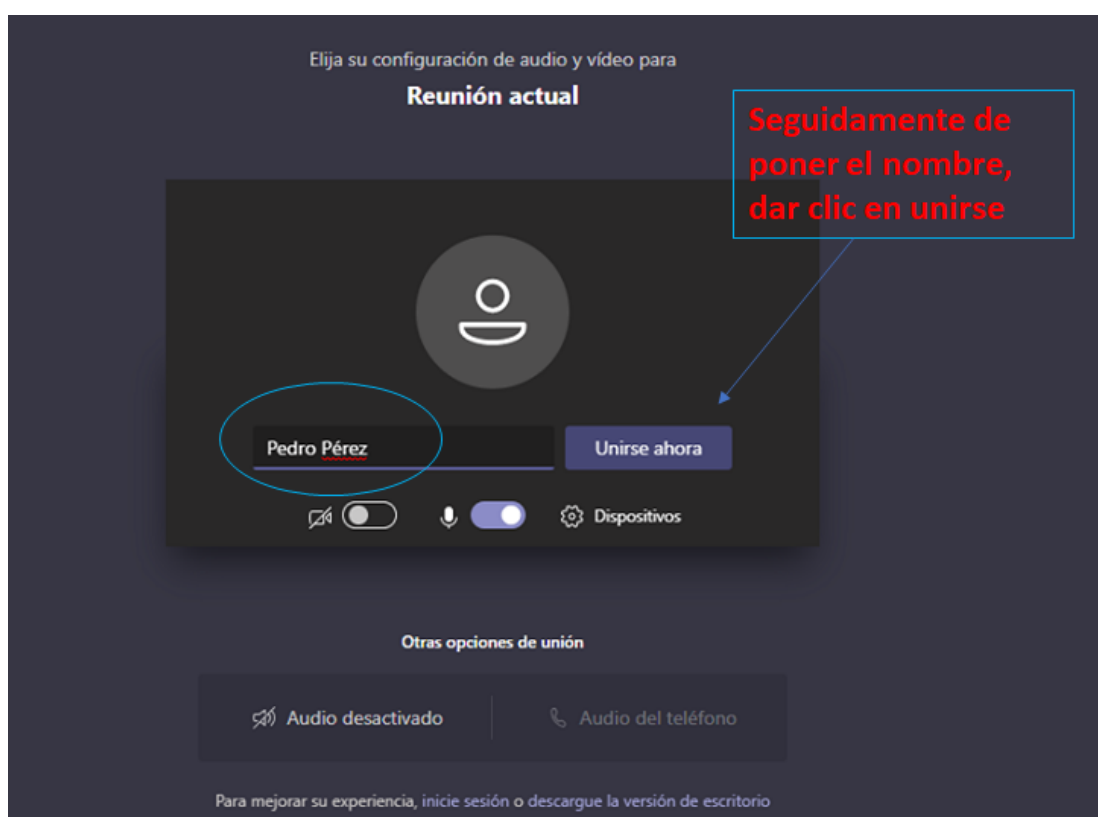 Elija su configuración de audio y vídeo para
Reunión actual
Seguidamente de
poner el nombre,
dar clic en unirse
Pedro Pérez
Unirse ahora
Dispositivos
Otras opciones de unión
Audio desactivado
Audio del teléfono
Para mejorar su experiencia, inicie sesión o descargue la versión de escritorio